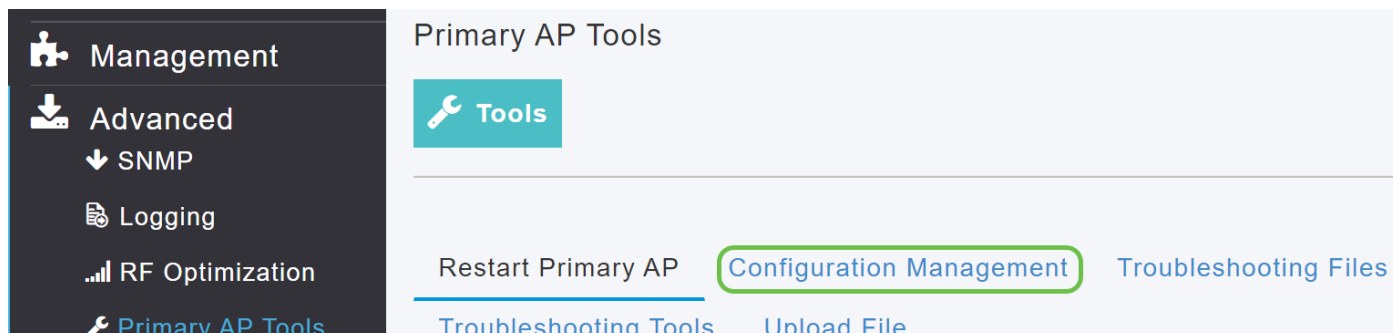 Management
Advanced
SNMP
Logging
RF Optimization
Primary AP Tools
Primary AP Tools
Tools
Restart Primary AP Configuration Management Troubleshooting Files
Troubleshooting Tools Upload File